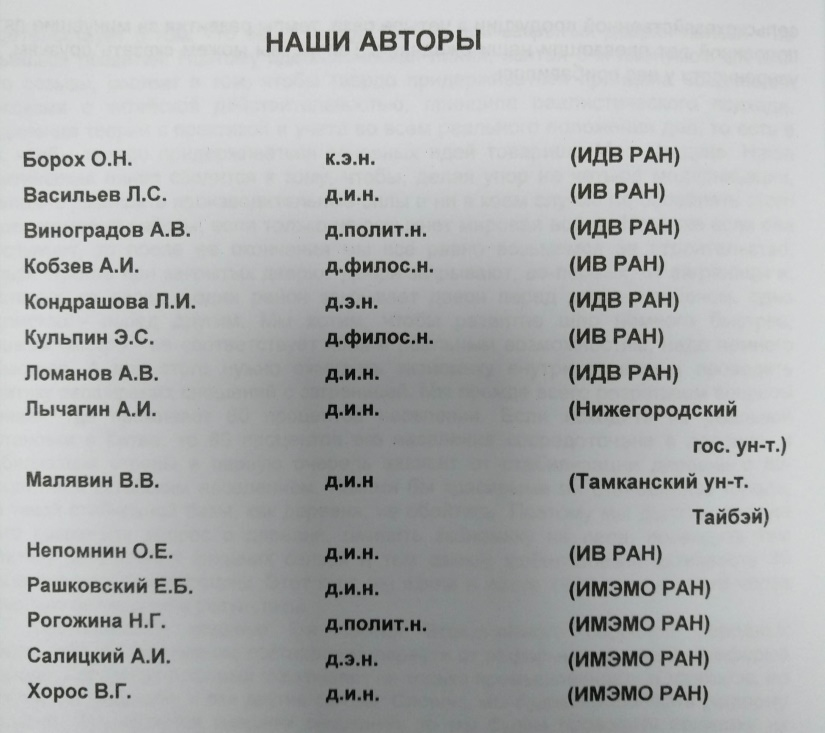 НАШИ АВТОРЫ
Борох О.Н. к.э.н. (ИДВ РАН)
Васильев Л.С. д.и.н. (ИВ РАН)
Виноградов А.В. д.полит.н. (ИДВ РАН)
Кобзев А.И. д.филос.н. (ИВ РАН)
Кондрашова Л.И. д.э.н. (ИДВ РАН)
Кульпин Э.С. д.филос.н. (ИВ РАН)
Ломанов А.В. д.и.н. (ИДВ РАН)
Лычагин А.И. д.и.н. (Нижегородский
гос. ун-т.)
Малявин В.В. д.и.н (Тамканский ун-т.
Тайбэй)
Непомнин О.Е. д.и.н. (ИВ РАН)
Рашковский Е.Б. д.и.н. (ИМЭМО РАН)
Рогожина Н.Г. д.полит.н. (ИМЭМО РАН)
Салицкий А.И. д.э.н. (ИМЭМО РАН)
Хорос В.Г. д.и.н. (ИМЭМО РАН)